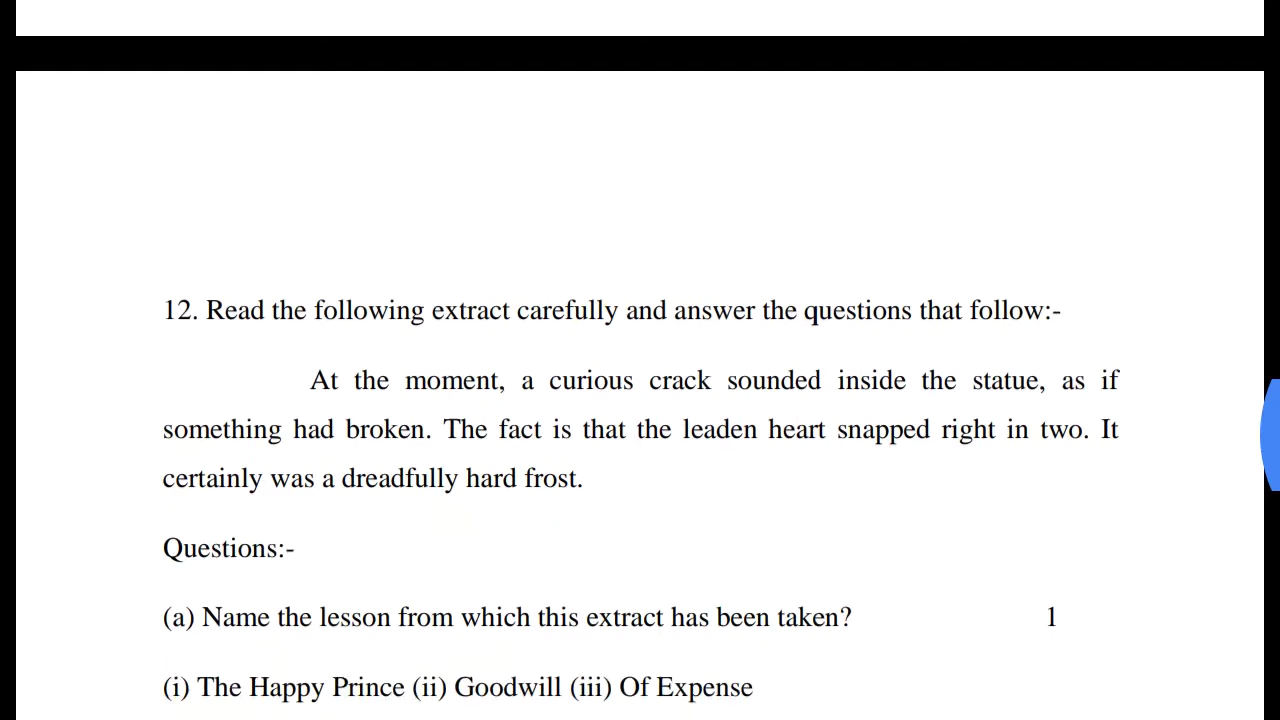 12. Read the following extract carefully and answer the questions that follow:-
At the moment, a curious crack sounded inside the statue, as if
something had broken. The fact is that the leaden heart snapped right in two. It
certainly was a dreadfully hard frost.
Questions:-
(a) Name the lesson from which this extract has been taken? 1
(i) The Happy Prince (ii) Goodwill (iii) Of Expense